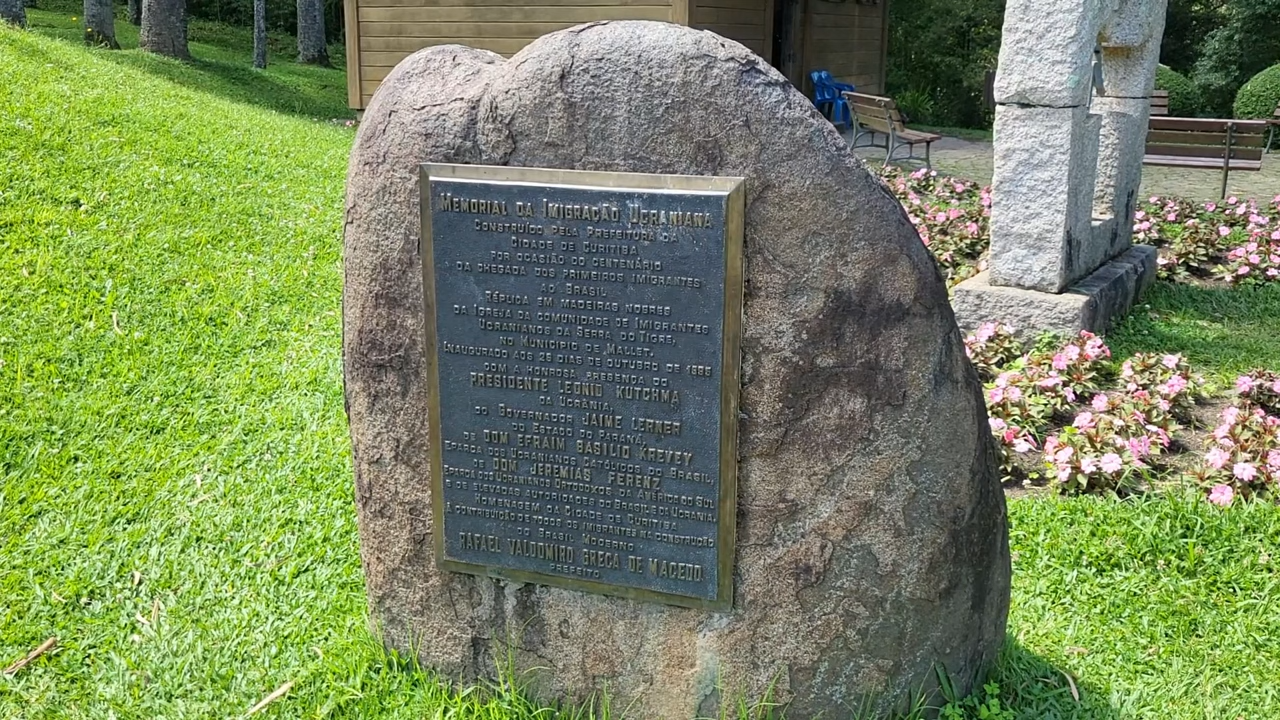 MEMORIAL DA IMIGRAÇÃO UCRANIANA
CONSTRUÍDO PELA PREFEITURA DA
CIDADE DE CURITIBA
POR OCASIÃO DO CENTENÁRIO
DA CHEGADA DOS PRIMEIROS IMIGRANTES
AO BRASIL
RÉPLICA EM MADEIRAS NOBRES
DA IGREJA DA COMUNIDADE DE IMIGRANTES
UCRANIANOS DA SERRA DO TIGRE,
NO MUNICÍPIO DE MALLET.
INAUGURADO AOS 26 DIAS DE OUTUBRO DE 1995
COM A HONROSA PRESENÇA DO
PRESIDENTE LEONID KUTCHMA
DA UCRÂNIA,
DO GOVERNADOR JAIME LERNER
DO ESTADO DO PARANÁ,
DE DOM EFRAIM BASILIO KREVEY
EPARCA DOS UCRANIANOS CATÓLICOS DO BRASIL,
DE DOM JEREMIAS FERENZ
EPARCA DOS UCRANIANOS ORTODOXOS DA AMÉRICA DO SUL
E DE ELEVADAS AUTORIDADES DO BRASIL E DA UCRANIA.
HOMENAGEM DA CIDADE DE CURITIBA
À CONTRIBUIÇÃO DE TODOS OS IMIGRANTES NA CONSTRUÇÃO
DO BRASIL MODERNO
RAFAEL VALDOMIRO GRECA DE MACEDO
PREFEITO